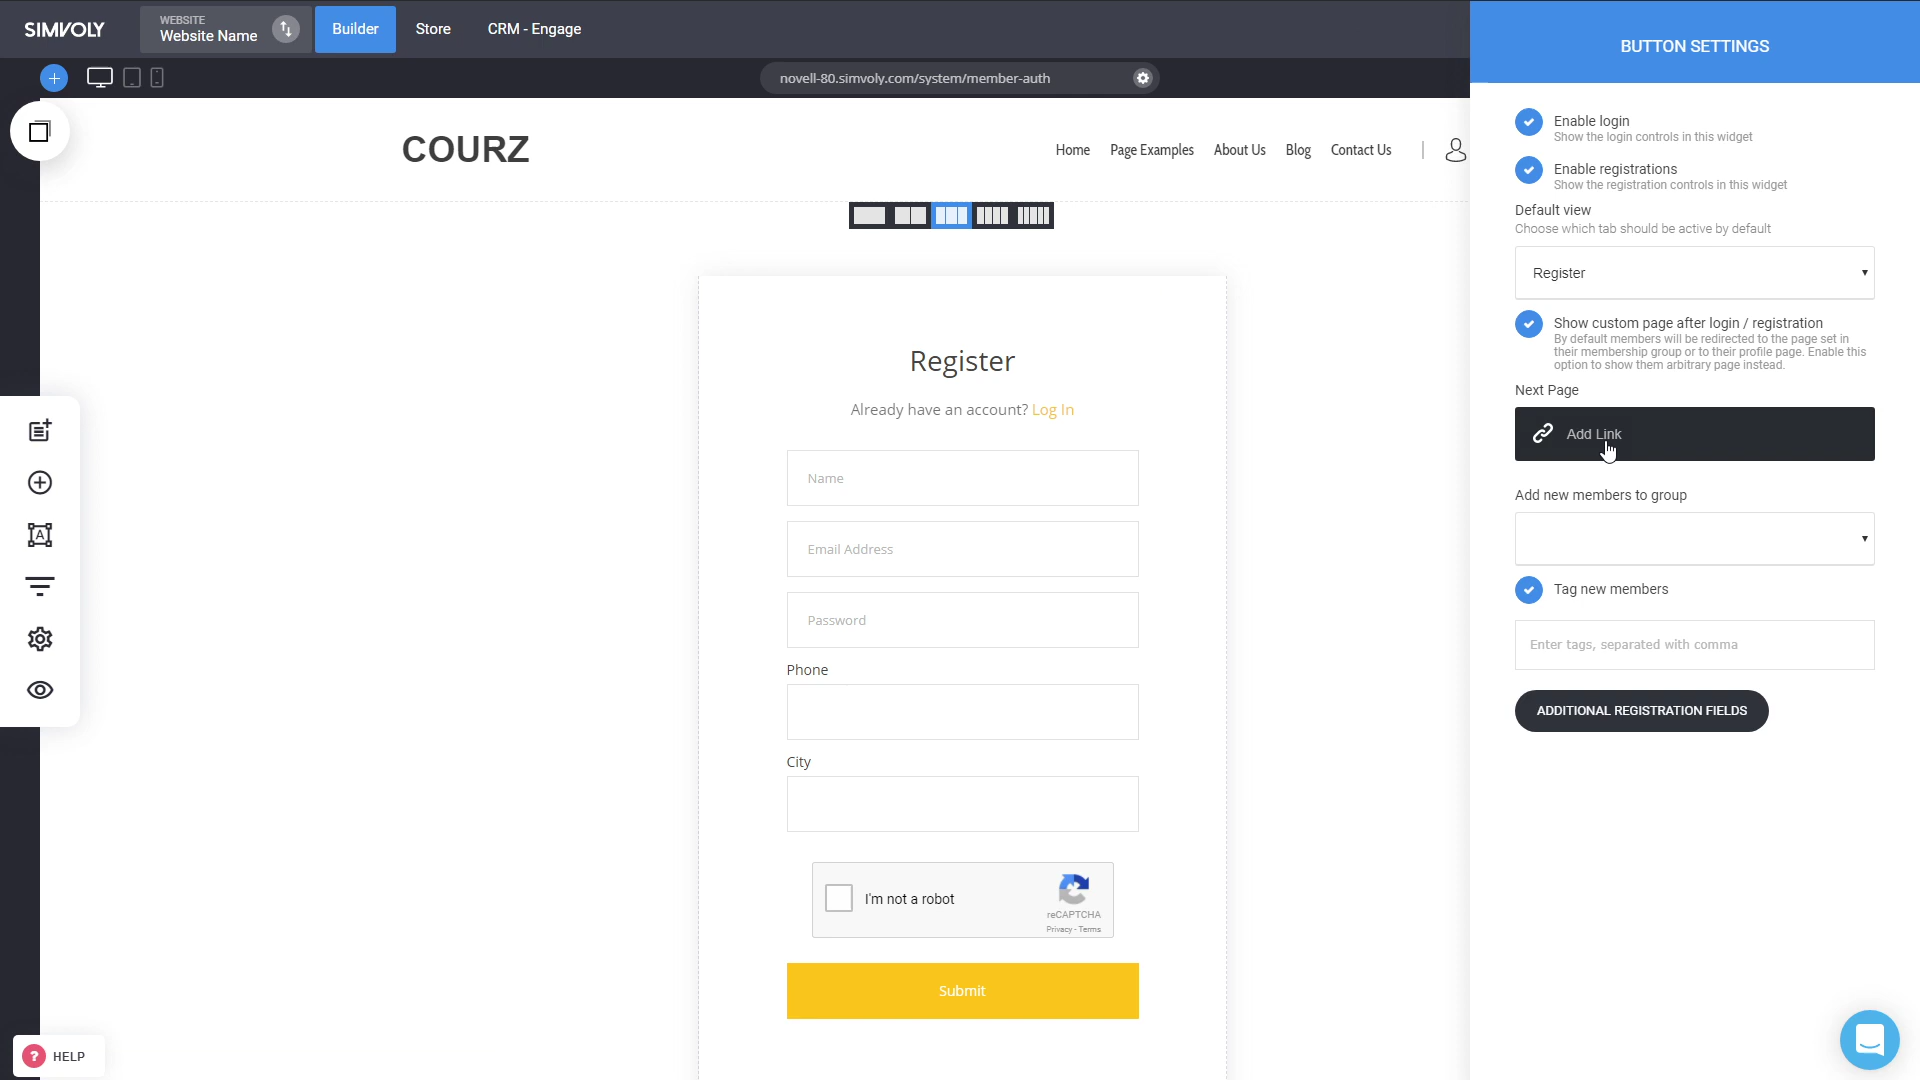 SIMVOLY
WEBSITE
Website Name
Builder
Store
CRM - Engage
BUTTON SETTINGS
novell-80.simvoly.com/system/member-auth
COURZ
Home
Page Examples
About Us
Blog
Contact Us
Register
Already have an account? Log In
Name
Email Address
Password
Phone
City
I'm not a robot
reCAPTCHA
Privacy - Terms
Submit
Enable login
Show the login controls in this widget
Enable registrations
Show the registration controls in this widget
Default view
Choose which tab should be active by default
Register
Show custom page after login / registration
By default members will be redirected to the page set in
their membership group or to their profile page. Enable this
option to show them arbitrary page instead.
Next Page
Add Link
Add new members to group
Tag new members
Enter tags, separated with comma
ADDITIONAL REGISTRATION FIELDS
? HELP